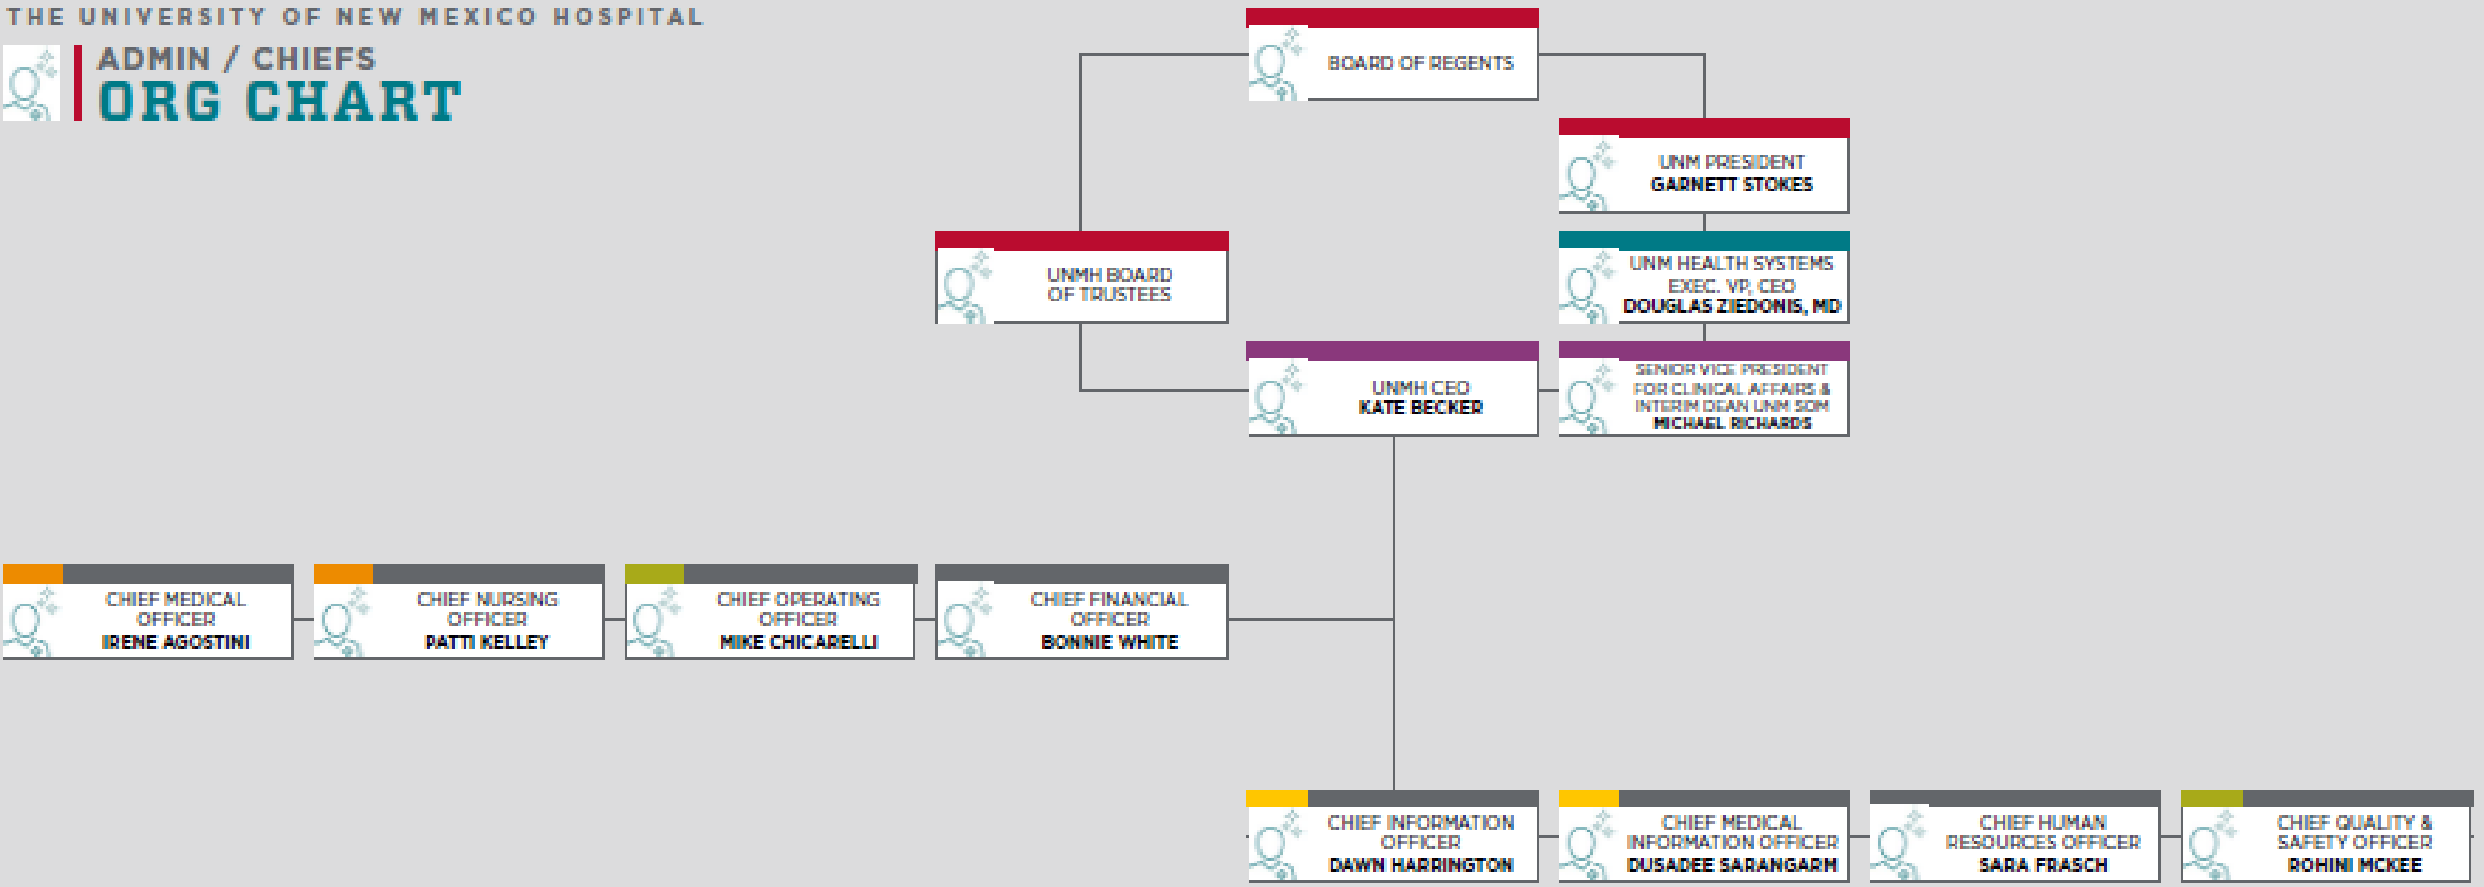 THE UNIVERSITY OF NEW MEXICO HOSPITAL
ADMIN / CHIEFS
ORG CHART
BOARD OF REGENTS
UNM PRESIDENT
GARNETT STOKES
UNMH BOARD
OF TRUSTEES
UNM HEALTH SYSTEMS
EXEC. VP, CEO
DOUGLAS ZIEDONIS, MD
UNMH CEO
KATE BECKER
SENIOR VICE PRESIDENT
FOR CLINICAL AFFAIRS &
INTERIM DEAN UNM SOM
MICHAEL RICHARDS
CHIEF MEDICAL
OFFICER
IRENE AGOSTINI
CHIEF NURSING
OFFICER
PATTI KELLEY
CHIEF OPERATING
OFFICER
MIKE CHICARELLI
CHIEF FINANCIAL
OFFICER
BONNIE WHITE
CHIEF INFORMATION
OFFICER
DAWN HARRINGTON
CHIEF MEDICAL
INFORMATION OFFICER
DUSADEE SARANGARM
CHIEF HUMAN
RESOURCES OFFICER
SARA FRASCH
CHIEF QUALITY &
SAFETY OFFICER
ROHINI MCKEE